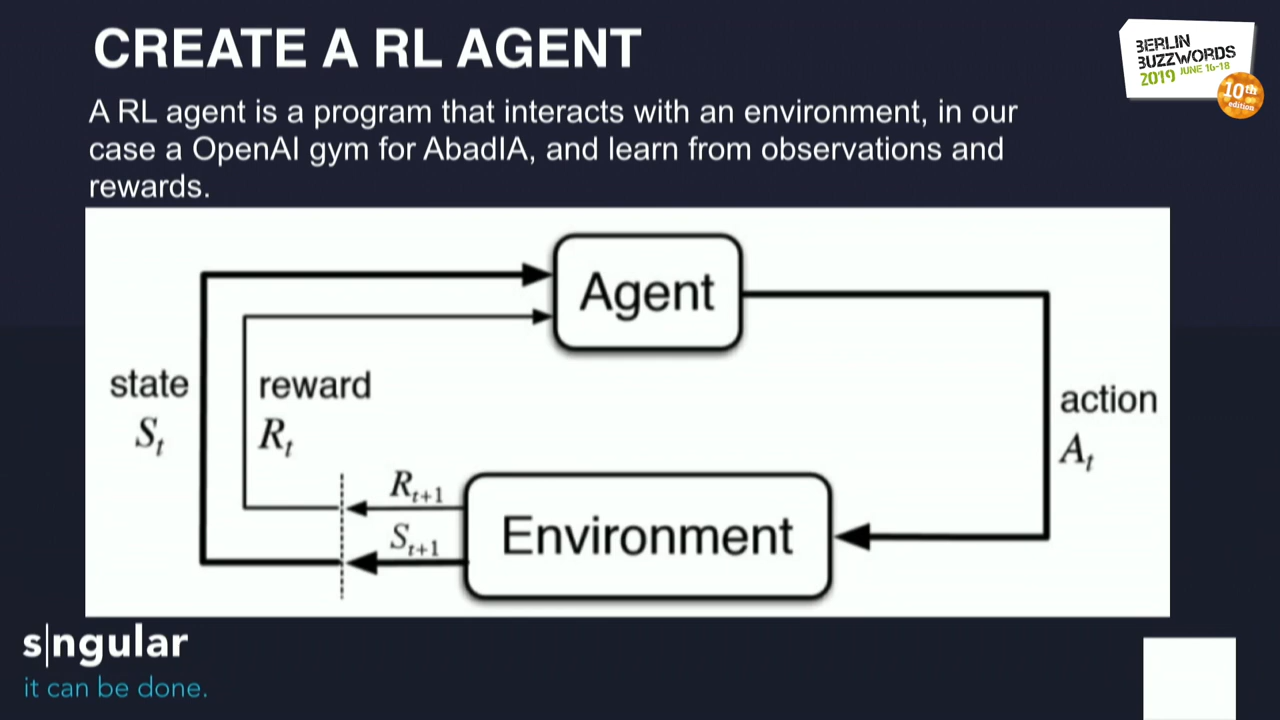 CREATE A RL AGENT
BERLIN
BUZZWORDS
2019 JUNE 16-18
10th
edition
A RL agent is a program that interacts with an environment, in our
case a OpenAI gym for AbadIA, and learn from observations and
rewards.
Agent
state
S_t
reward
R_t
action
A_t
R_{t+1}
S_{t+1}
Environment
s|ngular
it can be done.